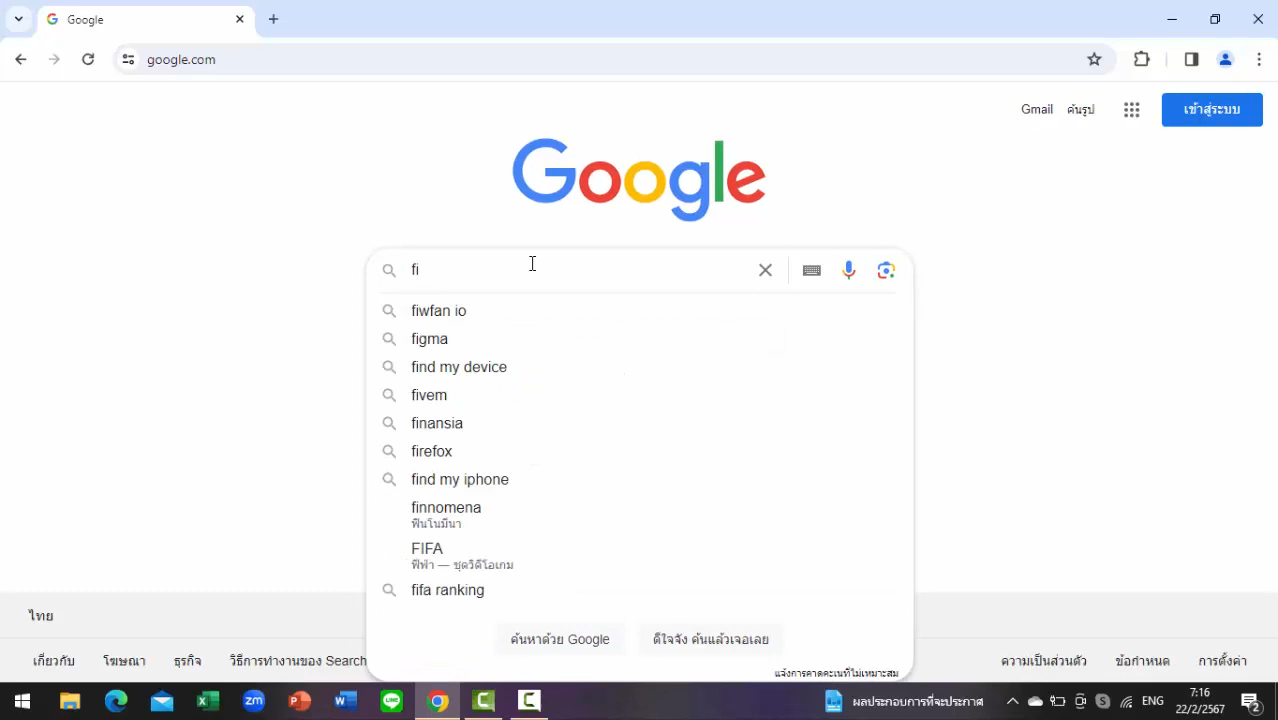 Google
google.com
Gmail
ค้นรูป
เข้าสู่ระบบ
Google
fi
fiwfan io
figma
find my device
fivem
finansia
firefox
find my iphone
finnomena
ฟินโนมีนา
FIFA
ฟีฟ่า — ชุดวิดีโอเกม
fifa ranking
ค้นหาด้วย Google
ดีใจจัง ค้นแล้วเจอเลย
แจ้งการคาดคะเนที่ไม่เหมาะสม
ไทย
เกี่ยวกับ
โฆษณา
ธุรกิจ
วิธีการทำงานของ Search
ความเป็นส่วนตัว
ข้อกำหนด
การตั้งค่า
zm
LINE
ผลประกอบการที่จะประกาศ
ENG
7:16
22/2/2567
2